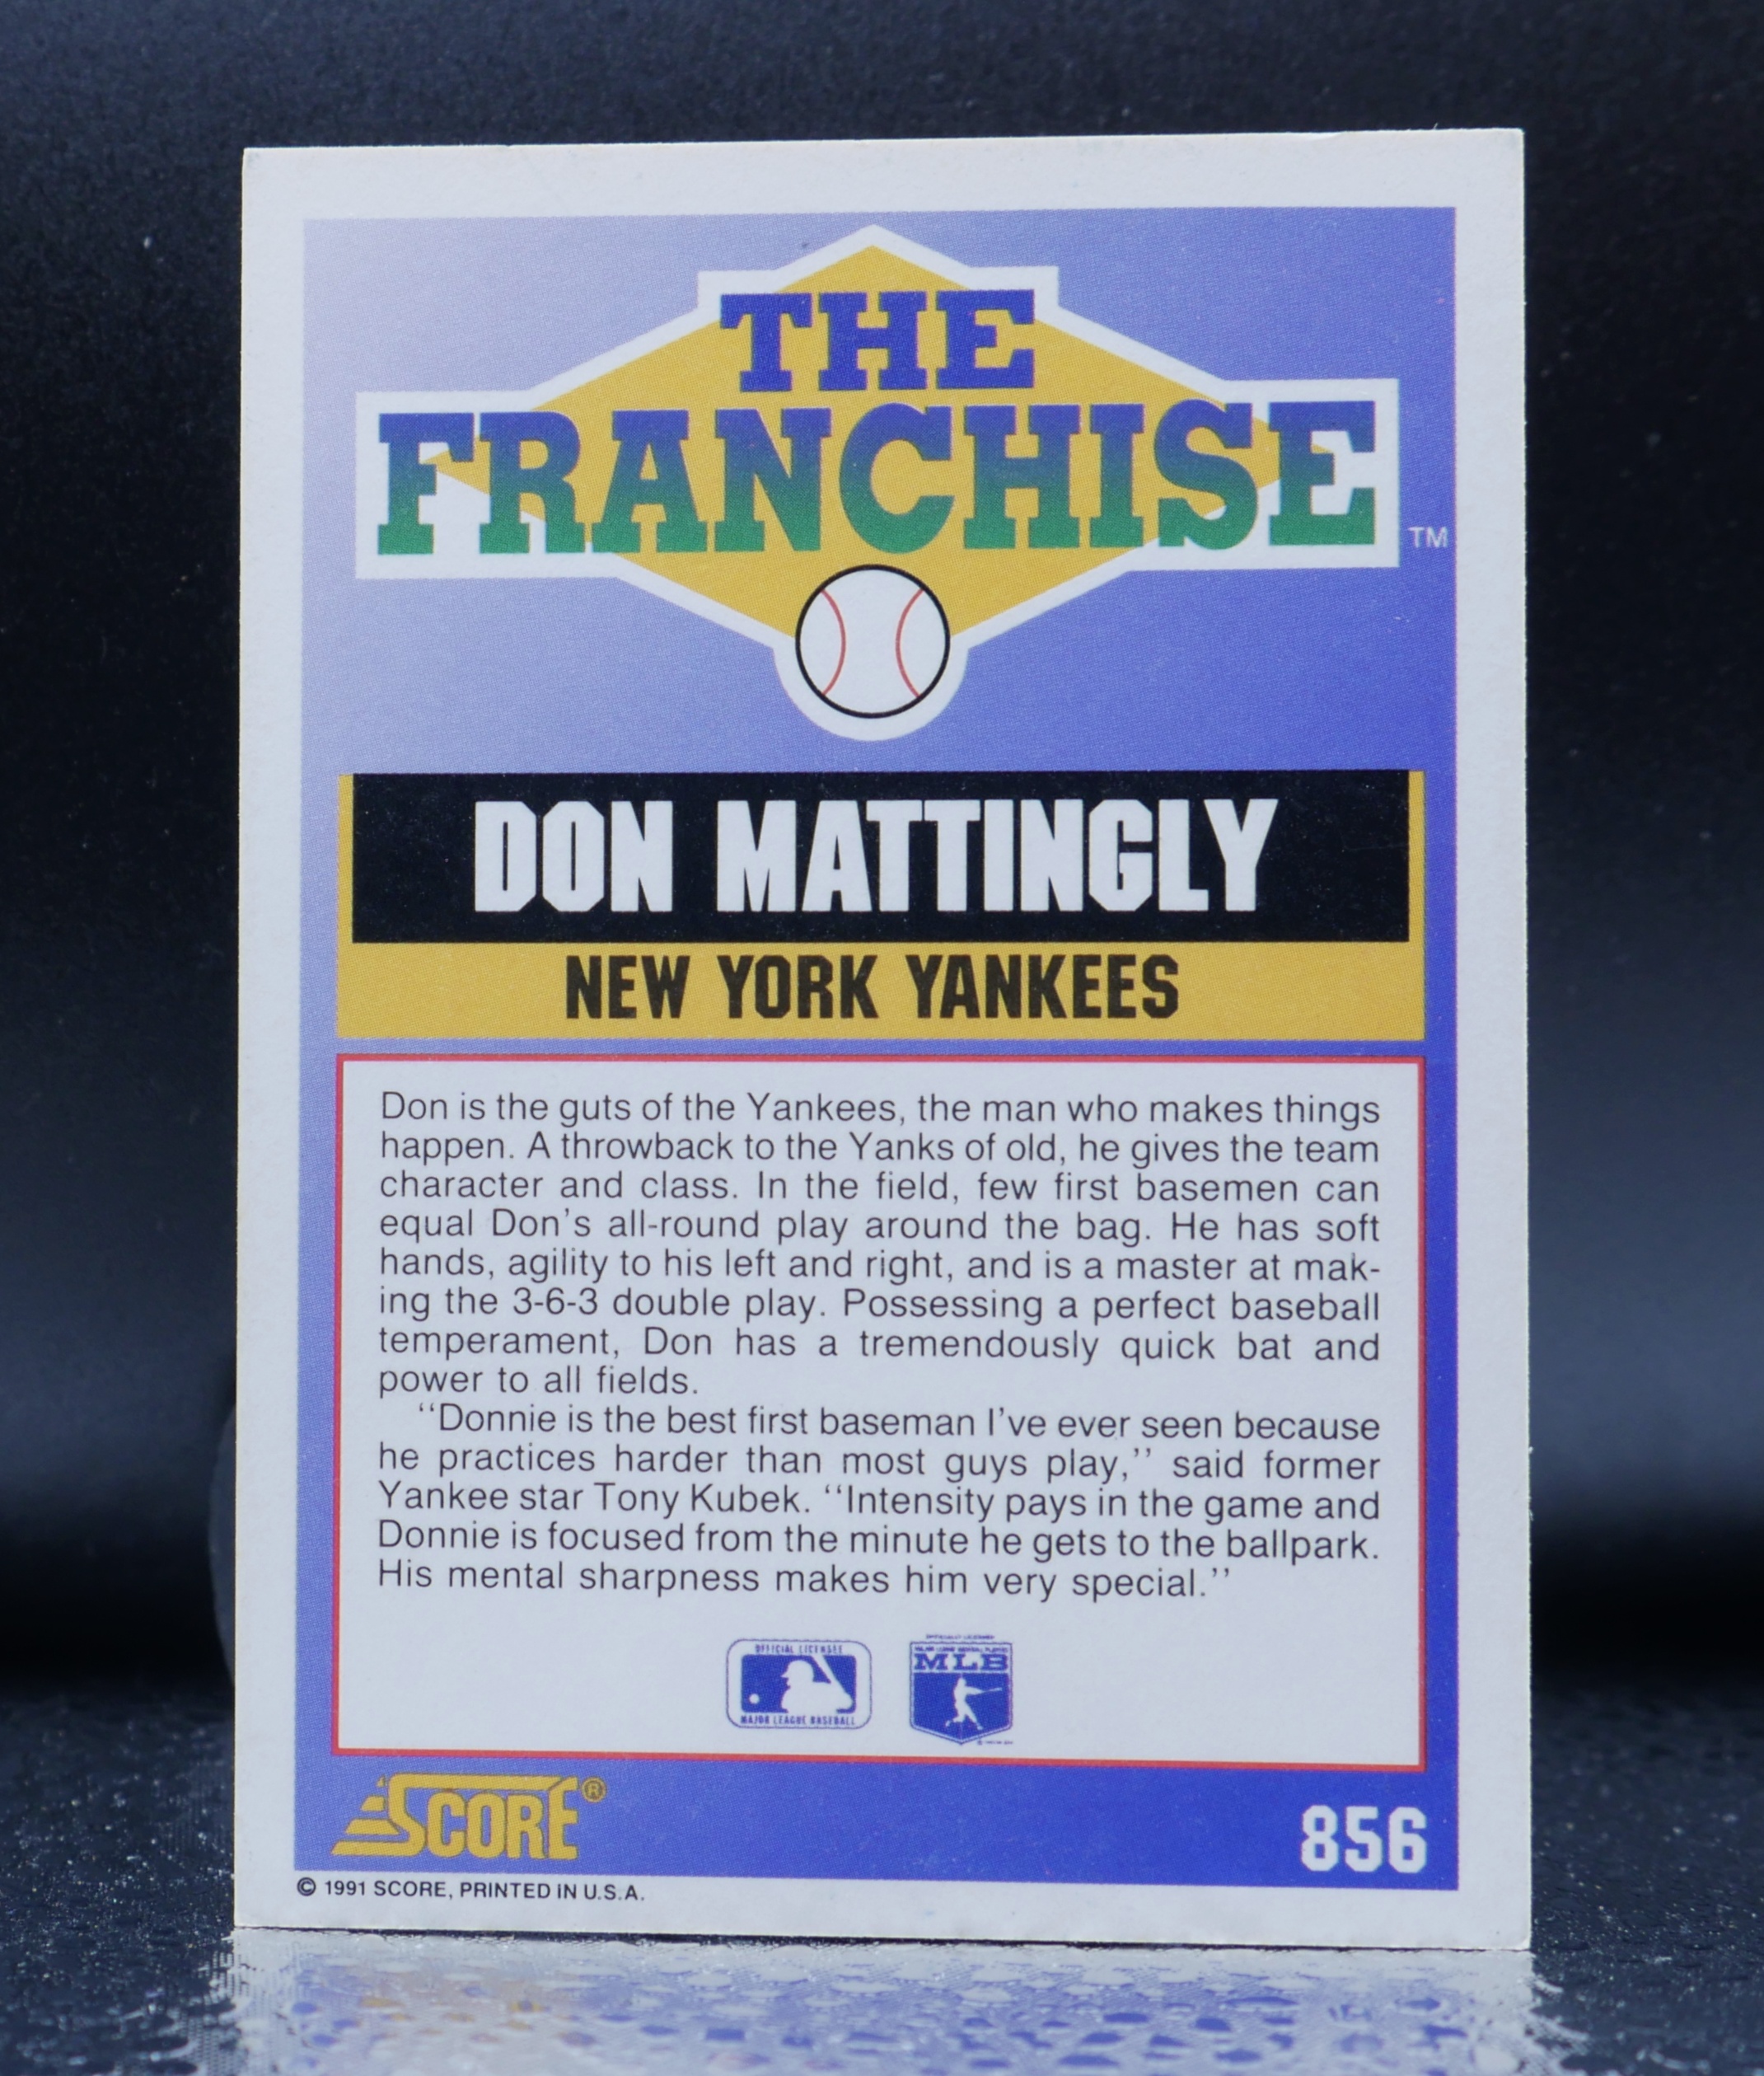 THE
FRANCHISE
TM
DON MATTINGLY
NEW YORK YANKEES
Don is the guts of the Yankees, the man who makes things
happen. A throwback to the Yanks of old, he gives the team
character and class. In the field, few first basemen can
equal Don's all-round play around the bag. He has soft
hands, agility to his left and right, and is a master at mak-
ing the 3-6-3 double play. Possessing a perfect baseball
temperament, Don has a tremendously quick bat and
power to all fields.
‘‘Donnie is the best first baseman I've ever seen because
he practices harder than most guys play,’’ said former
Yankee star Tony Kubek. ‘‘Intensity pays in the game and
Donnie is focused from the minute he gets to the ballpark.
His mental sharpness makes him very special.’’
OFFICIAL LICENSEE
MAJOR LEAGUE BASEBALL
MLB
SCORE®
856
© 1991 SCORE, PRINTED IN U.S.A.